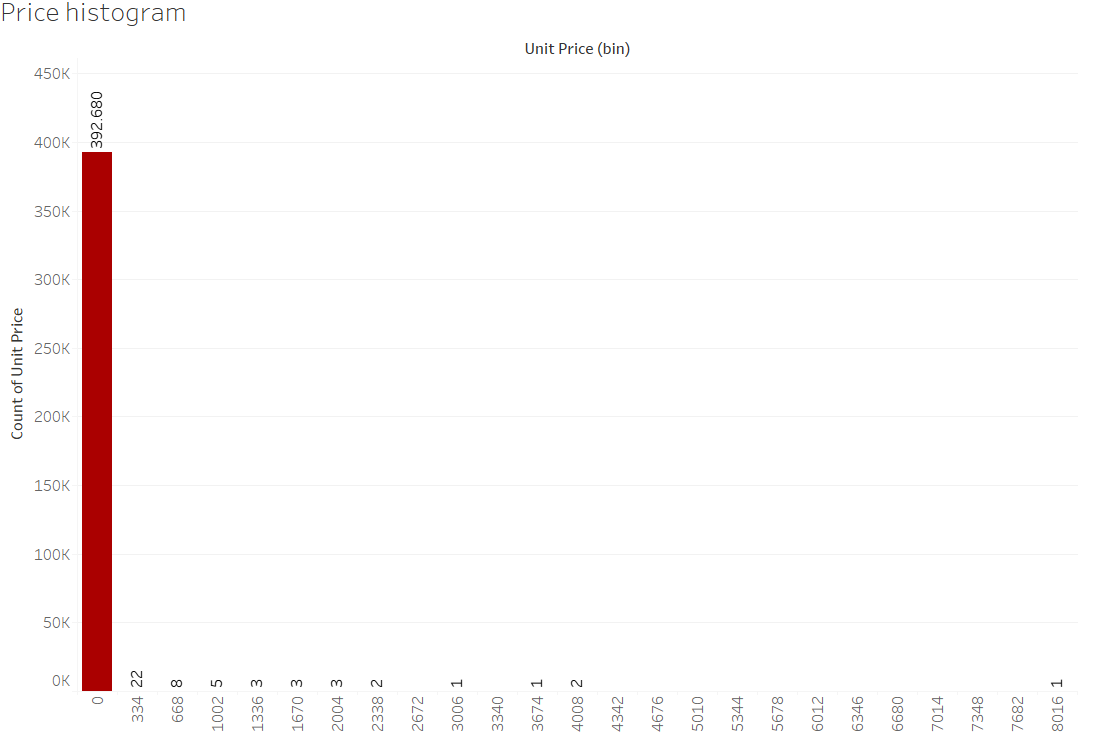 Price histogram
Unit Price (bin)
Count of Unit Price
450K
400K
350K
300K
250K
200K
150K
100K
50K
0K
392.680
22
8
5
3
3
3
2
1
1
2
1
0
334
668
1002
1336
1670
2004
2338
2672
3006
3340
3674
4008
4342
4676
5010
5344
5678
6012
6346
6680
7014
7348
7682
8016